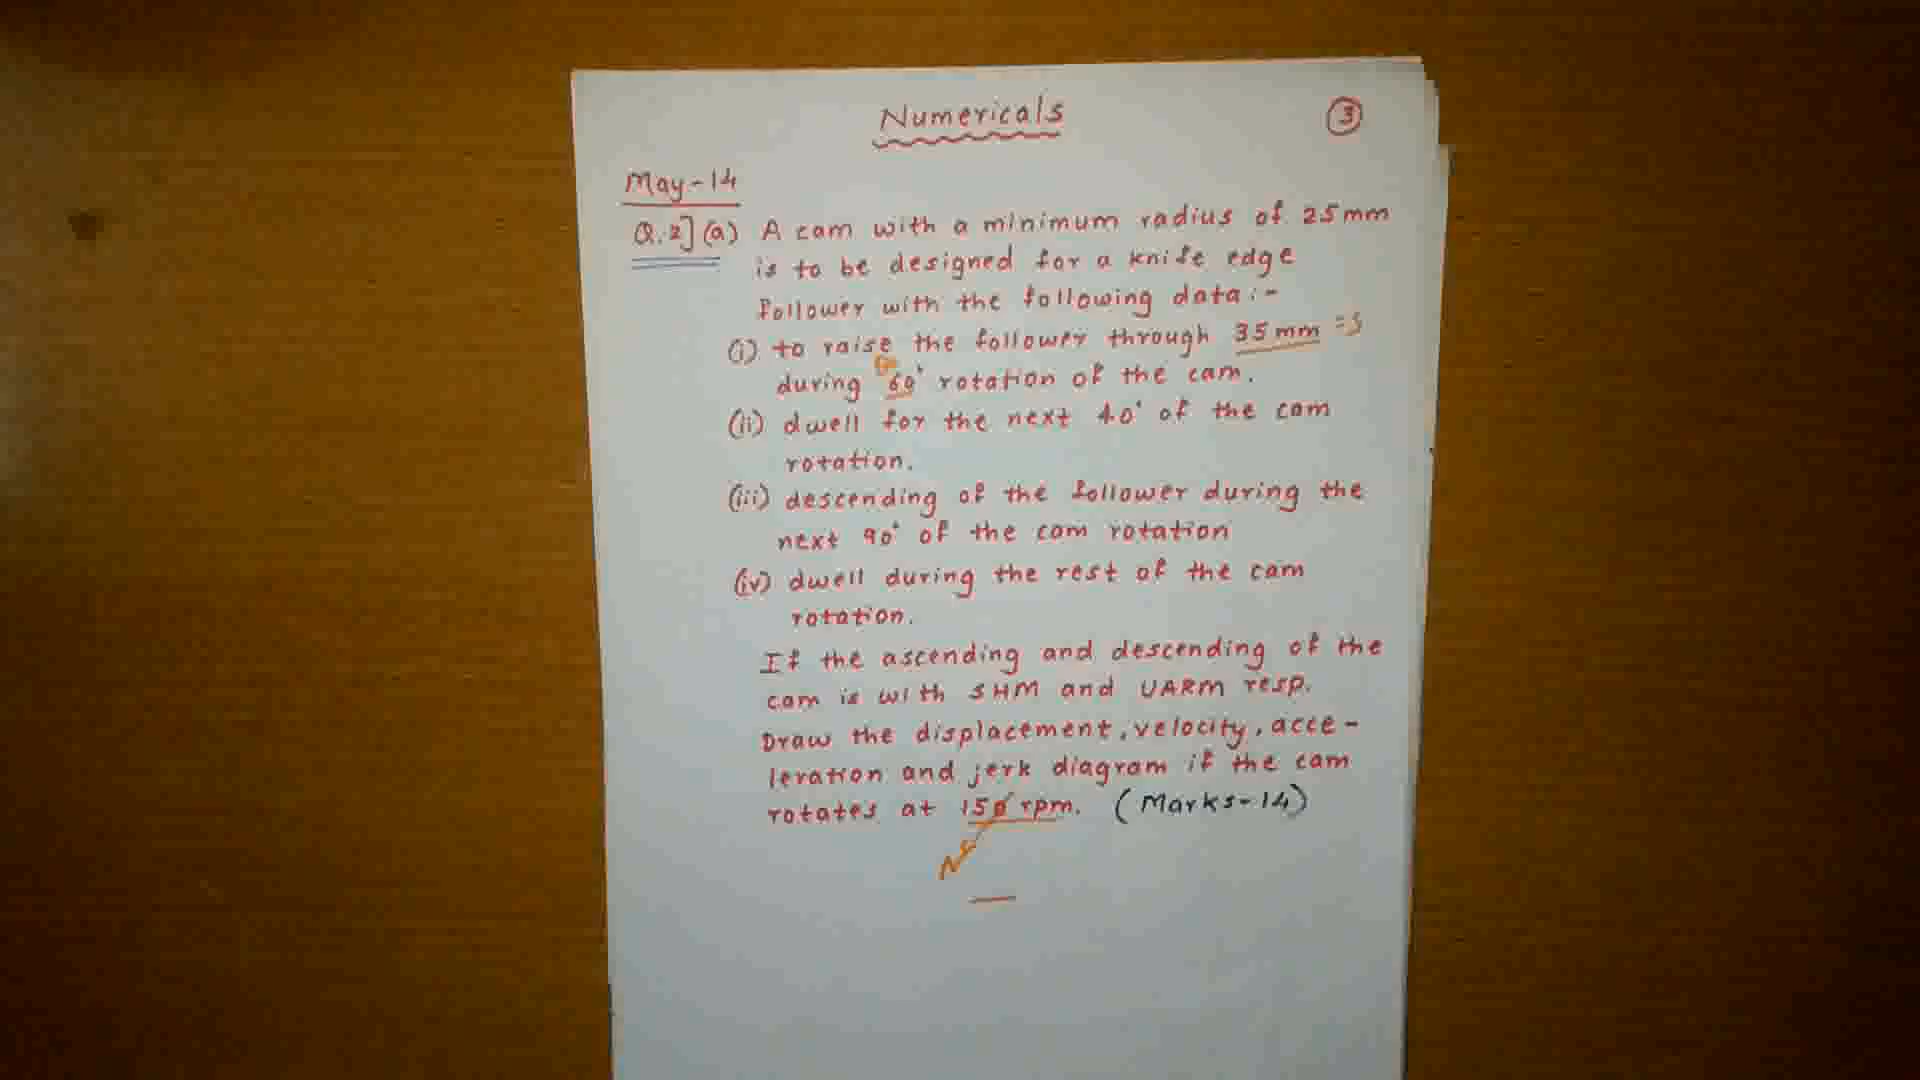 Numericals
3
May-14
Q.2] (a) A cam with a minimum radius of 25mm
is to be designed for a knife edge
follower with the following data:-
(i) to raise the follower through 35mm = S
during 60° rotation of the cam.
(ii) dwell for the next 40° of the cam
rotation.
(iii) descending of the follower during the
next 90° of the cam rotation
(iv) dwell during the rest of the cam
rotation.
If the ascending and descending of the
cam is with SHM and UARM resp.
Draw the displacement, velocity, acce-
leration and jerk diagram if the cam
rotates at 150 rpm. (Marks-14)
N